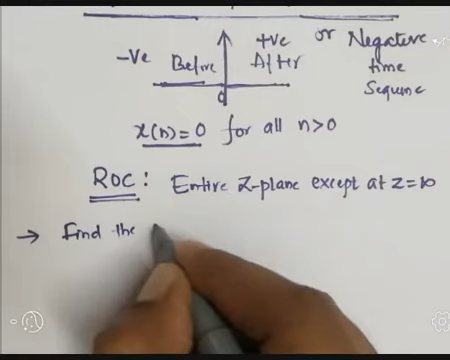 -Ve Before +ve After or Negative time Sequence
0
x(n)=0 for all n>0
ROC: Entire Z-plane except at z=∞
→ Find the